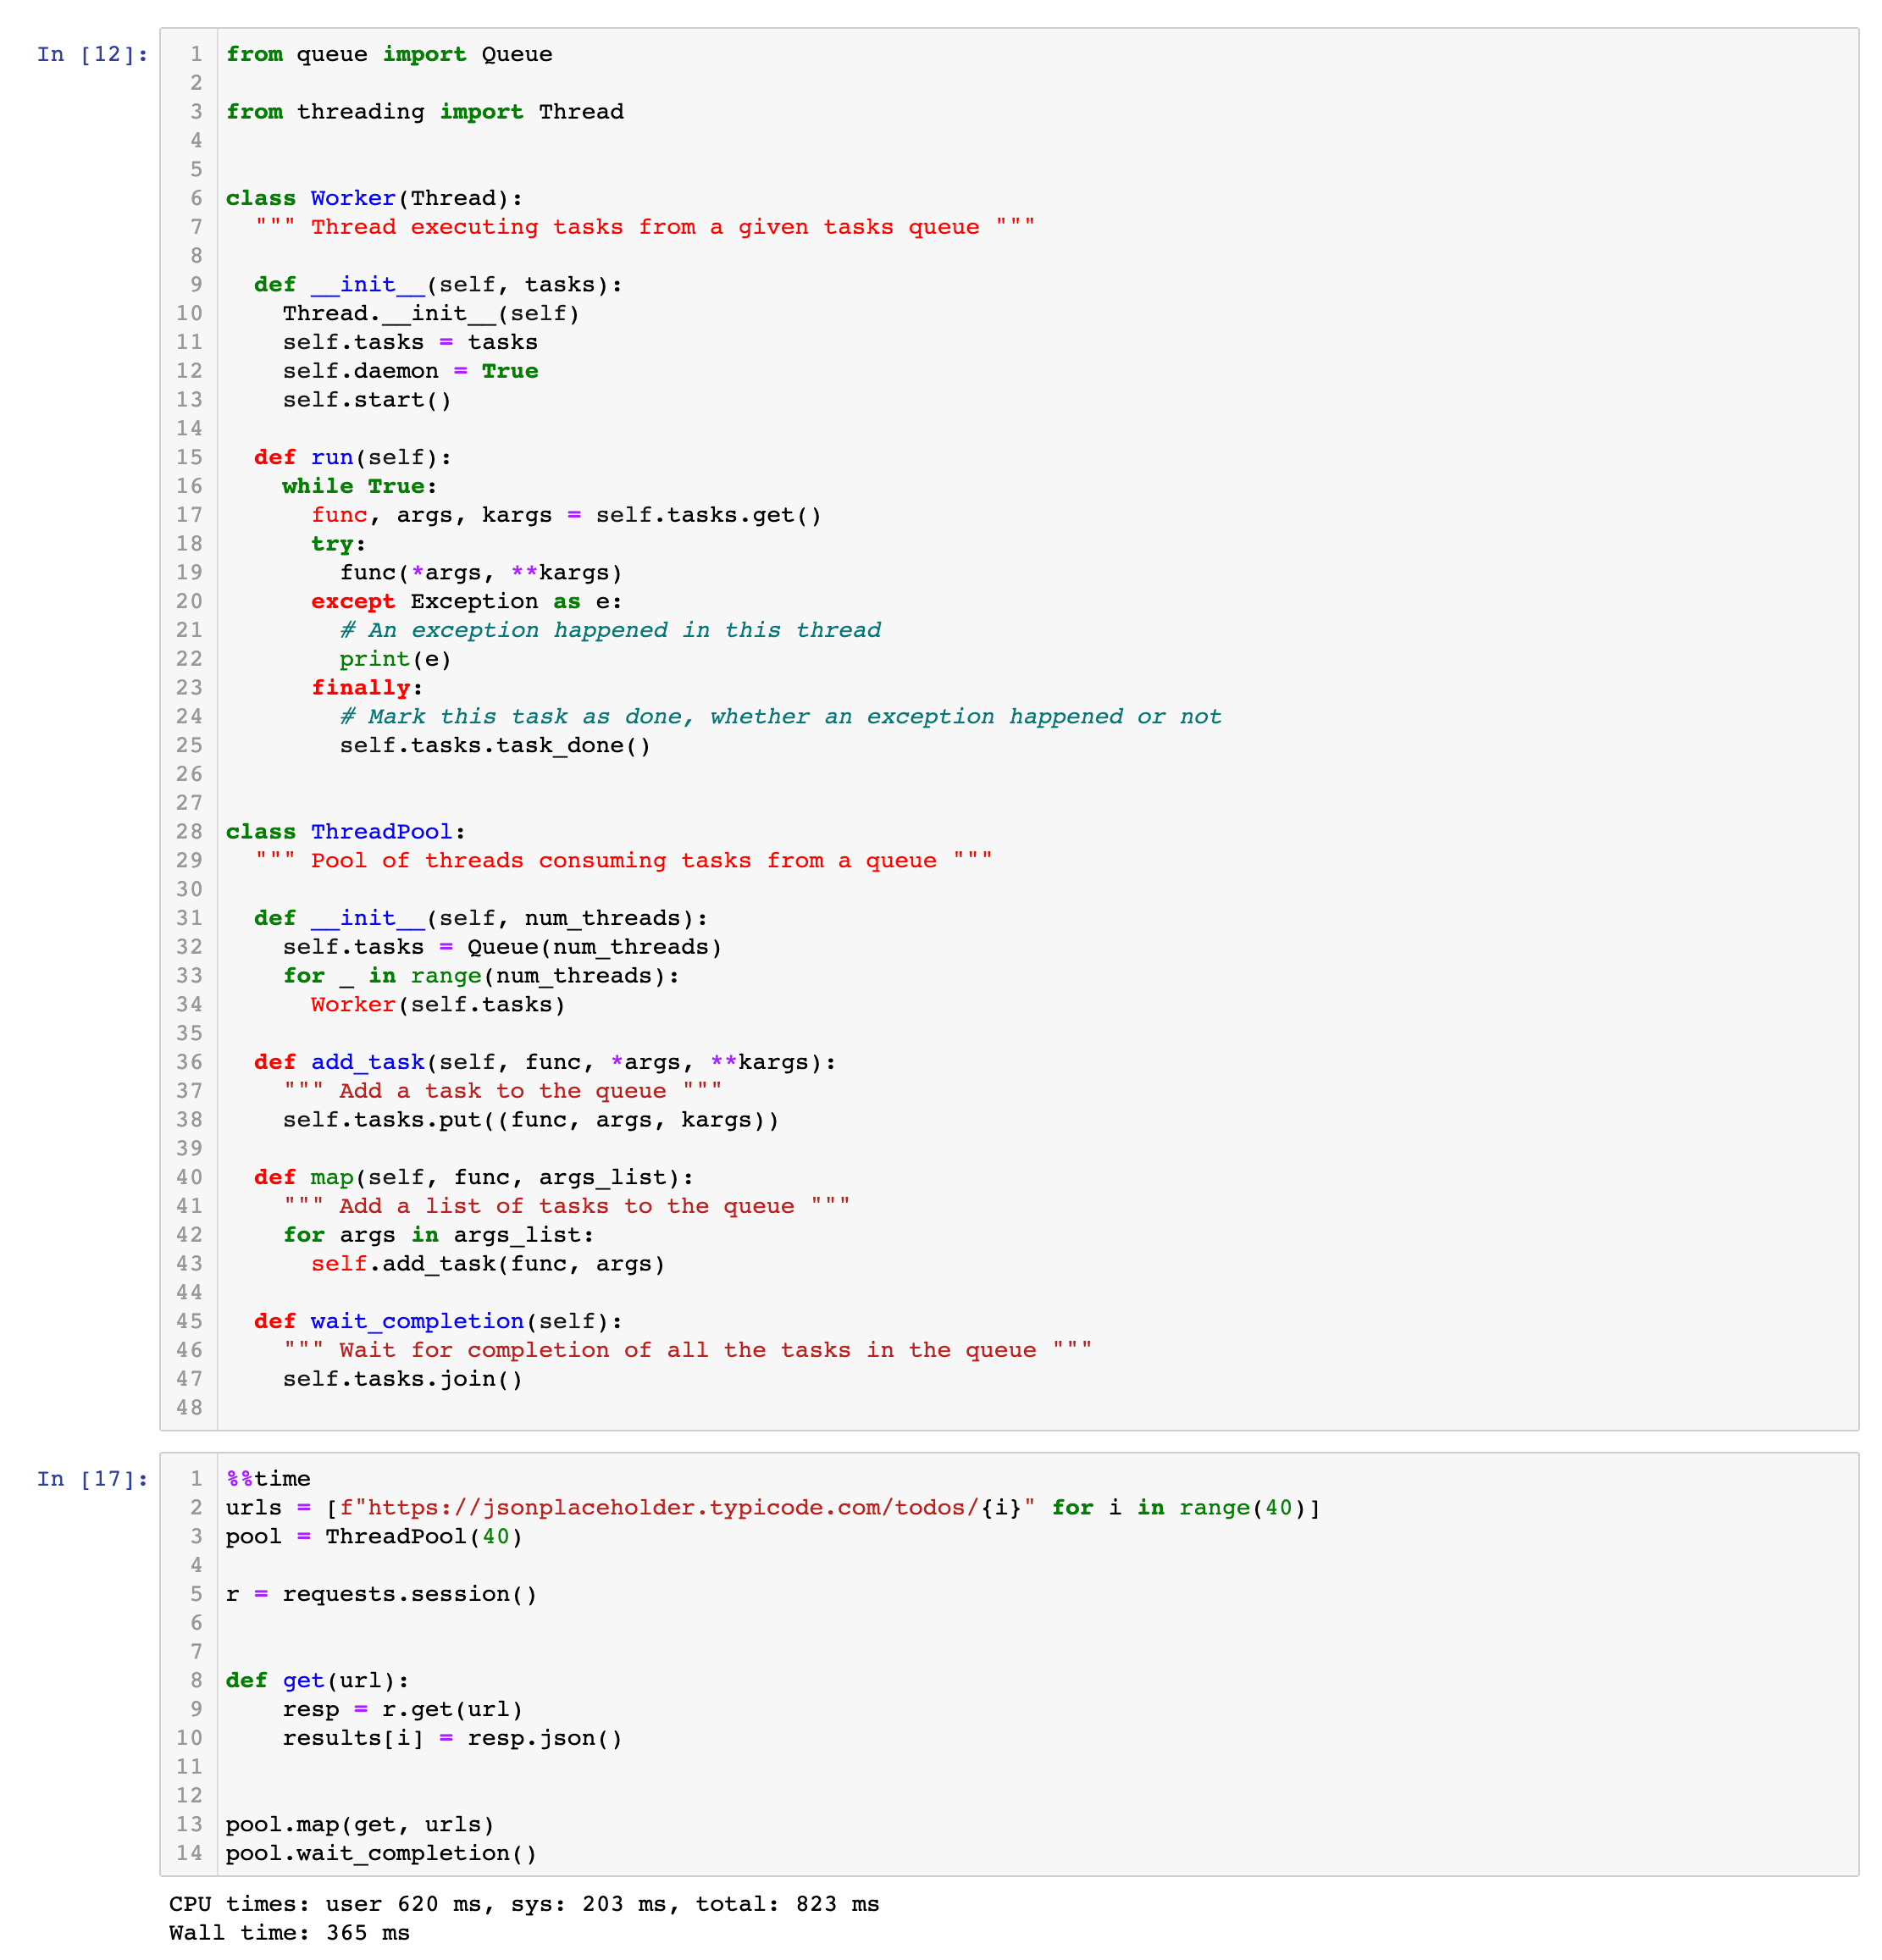 In [12]:
1 from queue import Queue
2
3 from threading import Thread
4
5
6 class Worker(Thread):
7   """ Thread executing tasks from a given tasks queue """
8
9   def __init__(self, tasks):
10     Thread.__init__(self)
11     self.tasks = tasks
12     self.daemon = True
13     self.start()
14
15   def run(self):
16     while True:
17       func, args, kargs = self.tasks.get()
18       try:
19         func(*args, **kargs)
20       except Exception as e:
21         # An exception happened in this thread
22         print(e)
23       finally:
24         # Mark this task as done, whether an exception happened or not
25         self.tasks.task_done()
26
27
28 class ThreadPool:
29   """ Pool of threads consuming tasks from a queue """
30
31   def __init__(self, num_threads):
32     self.tasks = Queue(num_threads)
33     for _ in range(num_threads):
34       Worker(self.tasks)
35
36   def add_task(self, func, *args, **kargs):
37     """ Add a task to the queue """
38     self.tasks.put((func, args, kargs))
39
40   def map(self, func, args_list):
41     """ Add a list of tasks to the queue """
42     for args in args_list:
43       self.add_task(func, args)
44
45   def wait_completion(self):
46     """ Wait for completion of all the tasks in the queue """
47     self.tasks.join()
48
In [17]:
1 %%time
2 urls = [f"https://jsonplaceholder.typicode.com/todos/{i}" for i in range(40)]
3 pool = ThreadPool(40)
4
5 r = requests.session()
6
7
8 def get(url):
9     resp = r.get(url)
10     results[i] = resp.json()
11
12
13 pool.map(get, urls)
14 pool.wait_completion()
CPU times: user 620 ms, sys: 203 ms, total: 823 ms
Wall time: 365 ms